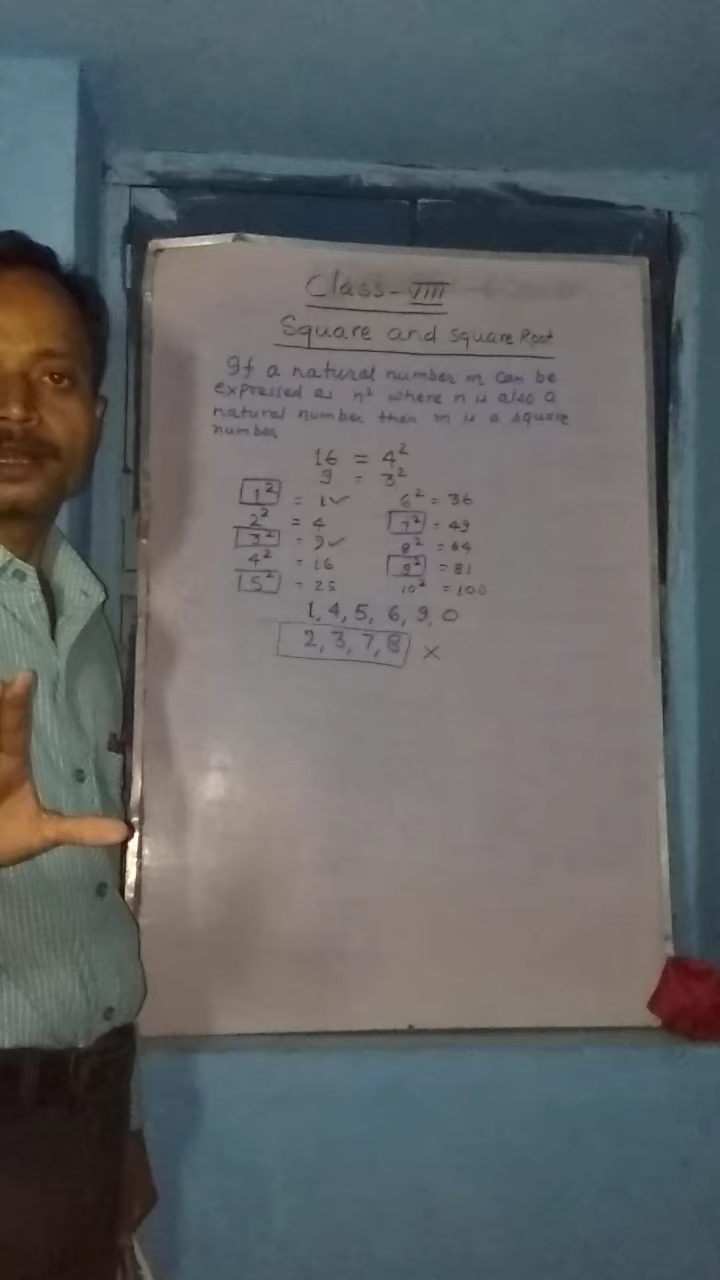 Class - VIII
Square and square Root
If a natural number m can be
expressed as n² where n is also a
natural number then m is a square
number
16 = 4²
9 = 3²
1² = 1 ✓ 6² = 36
2² = 4 7² = 49
3² = 9 ✓ 8² = 64
4² = 16 9² = 81
5² = 25 10² = 100
1, 4, 5, 6, 9, 0
2, 3, 7, 8 ×